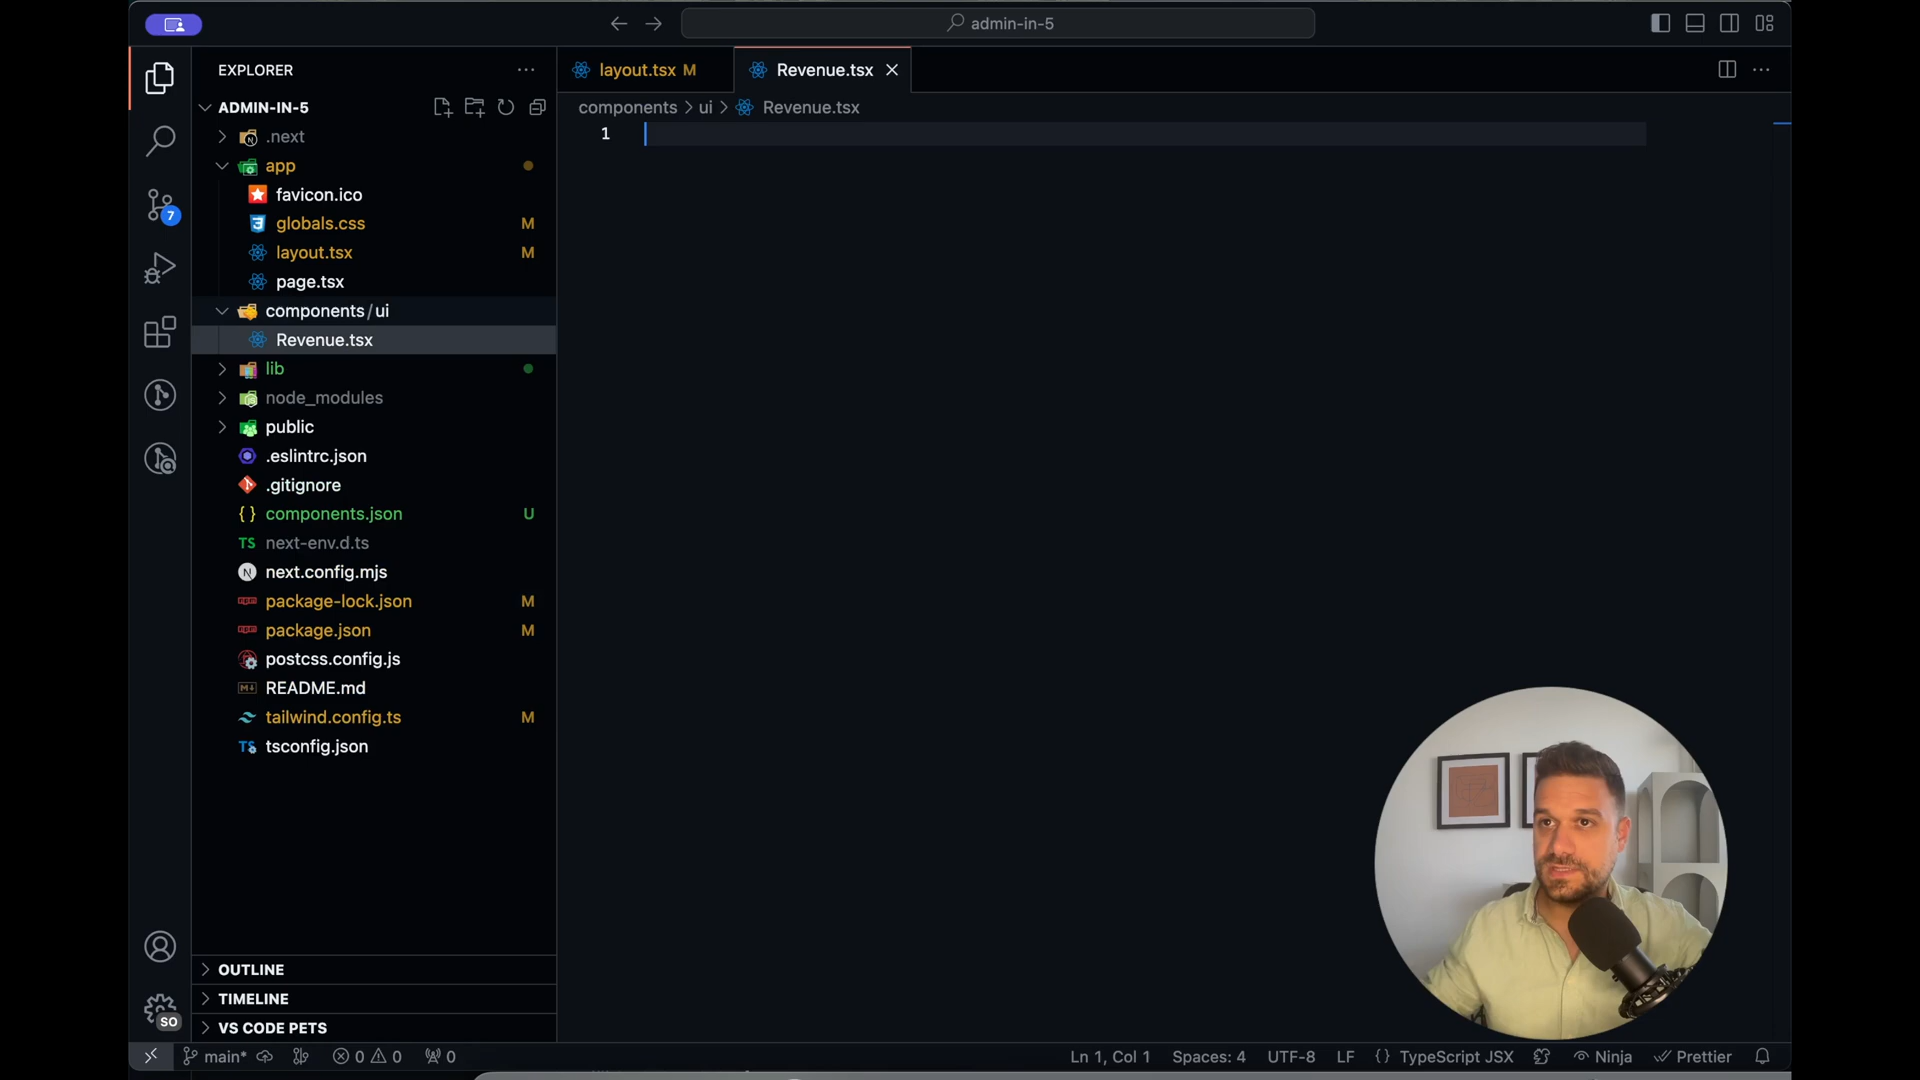 admin-in-5
EXPLORER
layout.tsx M
Revenue.tsx
ADMIN-IN-5
components > ui > Revenue.tsx
1
.next
app
favicon.ico
7
globals.css M
layout.tsx M
page.tsx
components/ui
Revenue.tsx
lib
node_modules
public
.eslintrc.json
.gitignore
{ } components.json U
TS next-env.d.ts
N next.config.mjs
package-lock.json M
package.json M
postcss.config.js
README.md
tailwind.config.ts M
TS tsconfig.json
OUTLINE
TIMELINE
SO
VS CODE PETS
main* 0 0 0 Ln 1, Col 1 Spaces: 4 UTF-8 LF {} TypeScript JSX Ninja Prettier